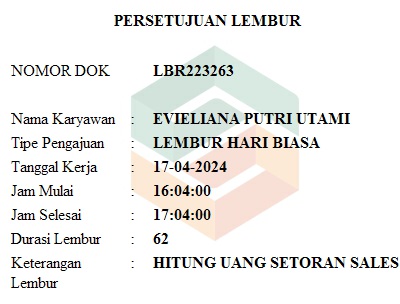 PERSETUJUAN LEMBUR
NOMOR DOK LBR223263
Nama Karyawan : EVIELIANA PUTRI UTAMI
Tipe Pengajuan : LEMBUR HARI BIASA
Tanggal Kerja : 17-04-2024
Jam Mulai : 16:04:00
Jam Selesai : 17:04:00
Durasi Lembur : 62
Keterangan : HITUNG UANG SETORAN SALES
Lembur